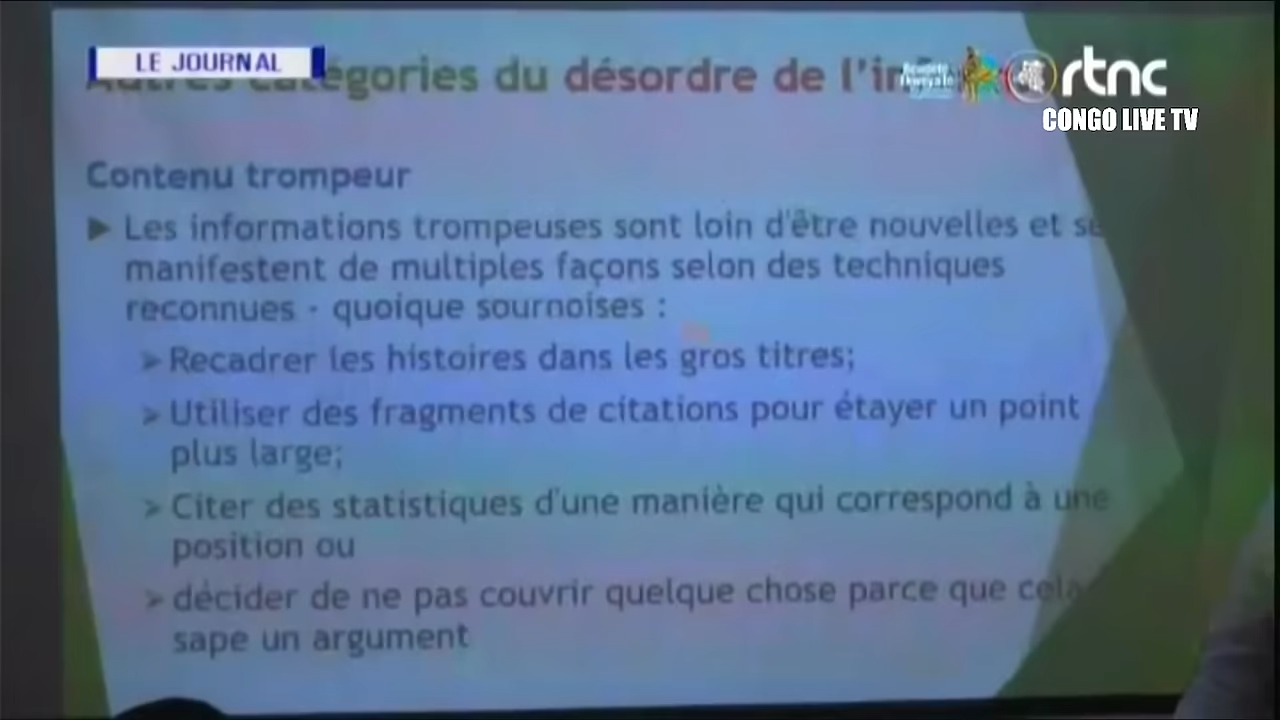 LE JOURNAL
rtnc
CONGO LIVE TV
Autres catégories du désordre de
Contenu trompeur
Les informations trompeuses sont loin d'être nouvelles et se
manifestent de multiples façons selon des techniques
reconnues - quoique sournoises :
Recadrer les histoires dans les gros titres;
Utiliser des fragments de citations pour étayer un point
plus large;
Citer des statistiques d'une manière qui correspond à une
position ou
décider de ne pas couvrir quelque chose parce que cela
sape un argument